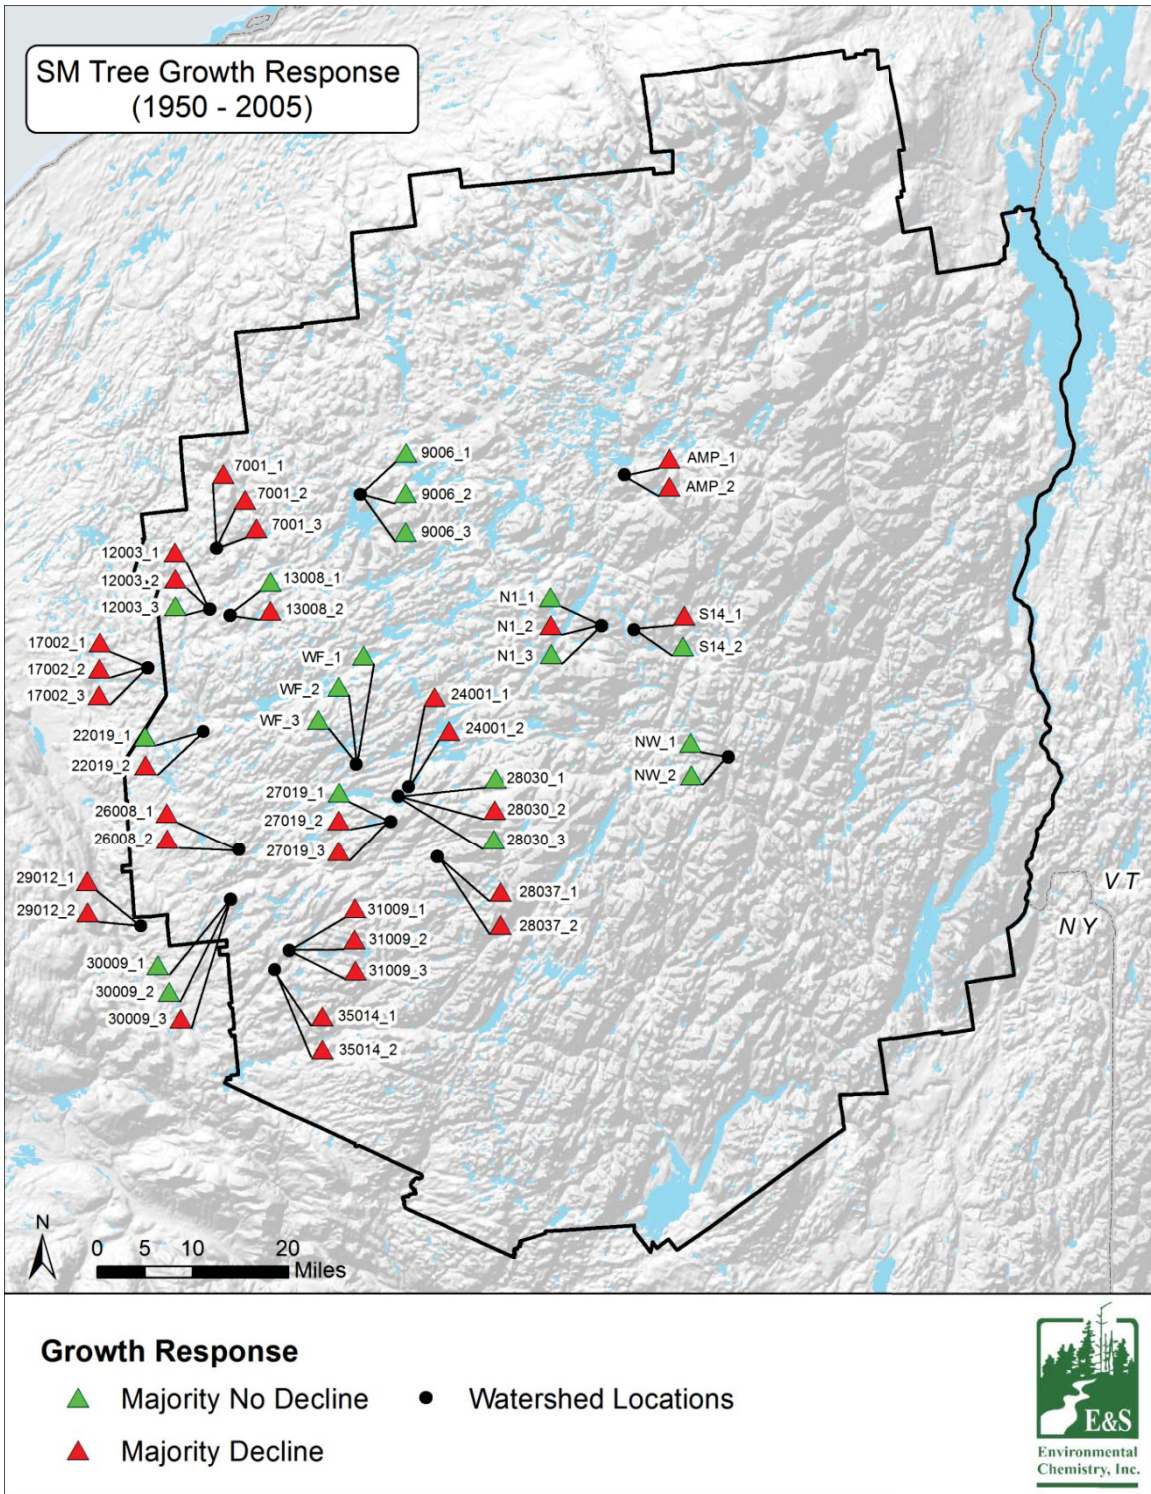 SM Tree Growth Response
(1950 - 2005)
9006_1
7001_1
AMP_1
7001_2
AMP_2
9006_2
7001_3
9006_3
12003_1
12003_2
13008_1
12003_3
13008_2
N1_1
S14_1
N1_2
17002_1
S14_2
N1_3
WF_1
17002_2
17002_3
WF_2
24001_1
WF_3
24001_2
22019_1
NW_1
22019_2
NW_2
28030_1
27019_1
26008_1
28030_2
27019_2
26008_2
28030_3
27019_3
29012_1
VT
28037_1
29012_2
31009_1
NY
28037_2
31009_2
30009_1
31009_3
30009_2
30009_3
35014_1
35014_2
N
0 5 10 20
Miles
Growth Response
Majority No Decline
Watershed Locations
Majority Decline
E&S
Environmental
Chemistry, Inc.